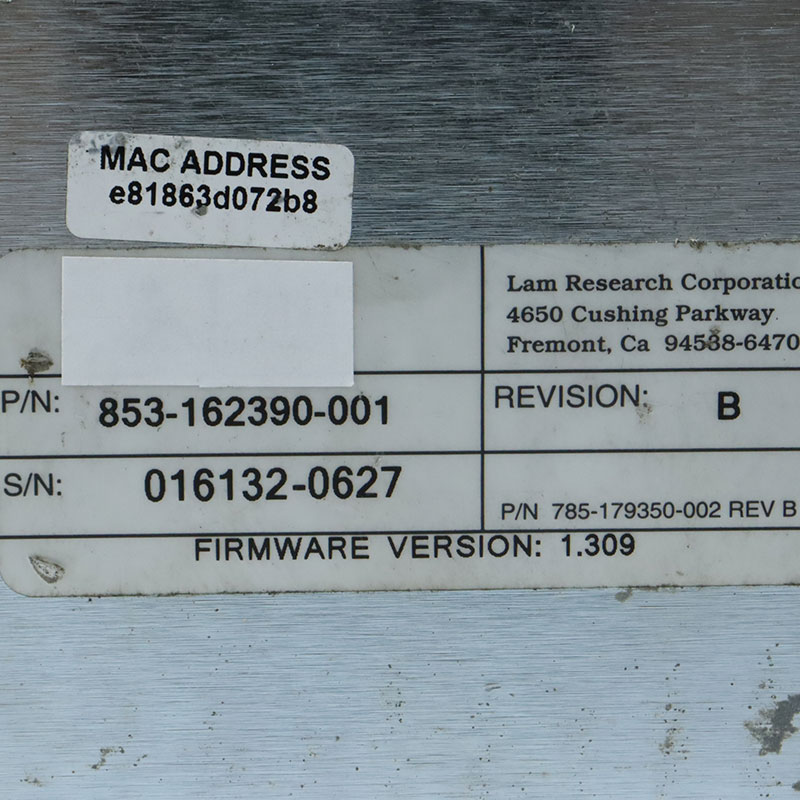 MAC ADDRESS
e81863d072b8
Lam Research Corporatio
4650 Cushing Parkway
Fremont, Ca 94538-6470
P/N: 853-162390-001
REVISION: B
S/N: 016132-0627
P/N 785-179350-002 REV B
FIRMWARE VERSION: 1.309